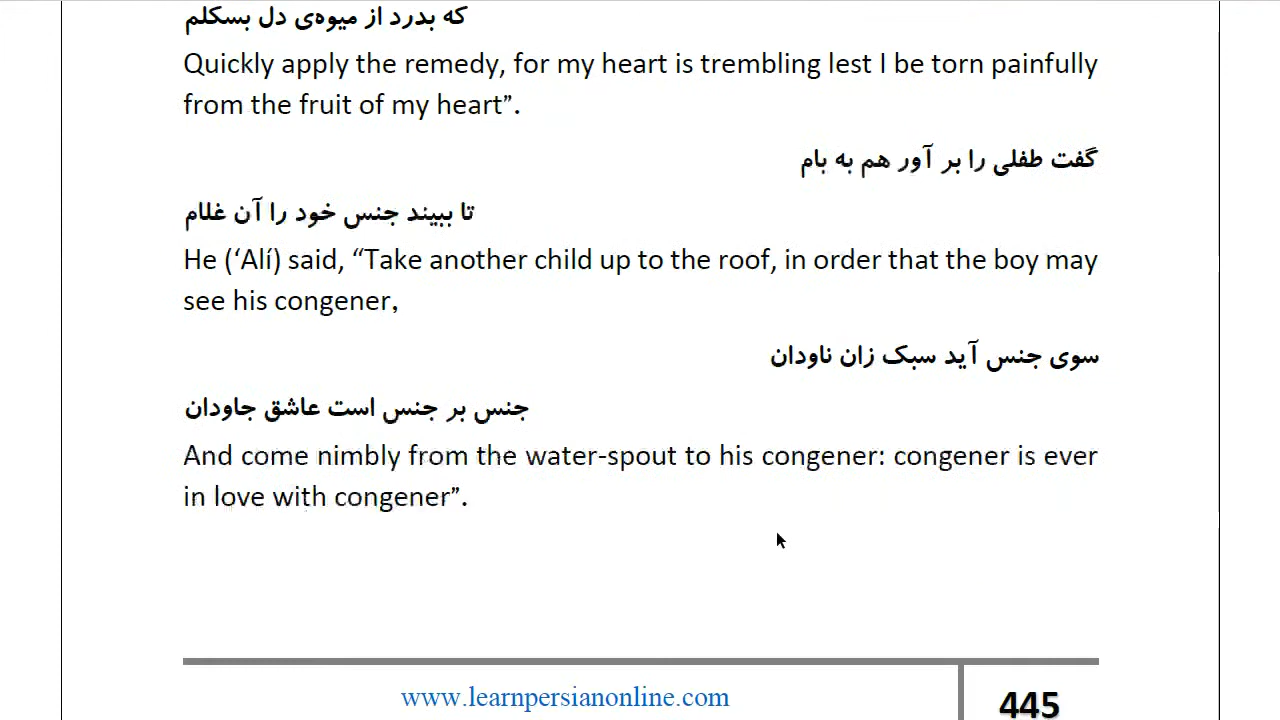 که بدرد از میوه‌ی دل بسکلم
Quickly apply the remedy, for my heart is trembling lest I be torn painfully
from the fruit of my heart”.
گفت طفلی را بر آور هم به بام
تا ببیند جنس خود را آن غلام
He (‘Alí) said, “Take another child up to the roof, in order that the boy may
see his congener,
سوی جنس آید سبک زان ناودان
جنس بر جنس است عاشق جاودان
And come nimbly from the water-spout to his congener: congener is ever
in love with congener”.
www.learnpersianonline.com
445